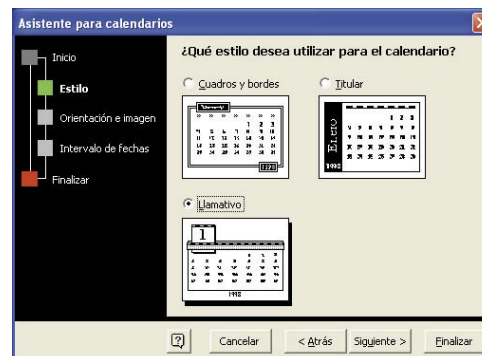 Asistente para calendarios
Inicio
Estilo
Orientación e imagen
Intervalo de fechas
Finalizar
¿Qué estilo desea utilizar para el calendario?
Cuadros y bordes
Titular
1998
Llamativo
1
1998
Cancelar
< Atrás
Siguiente >
Finalizar